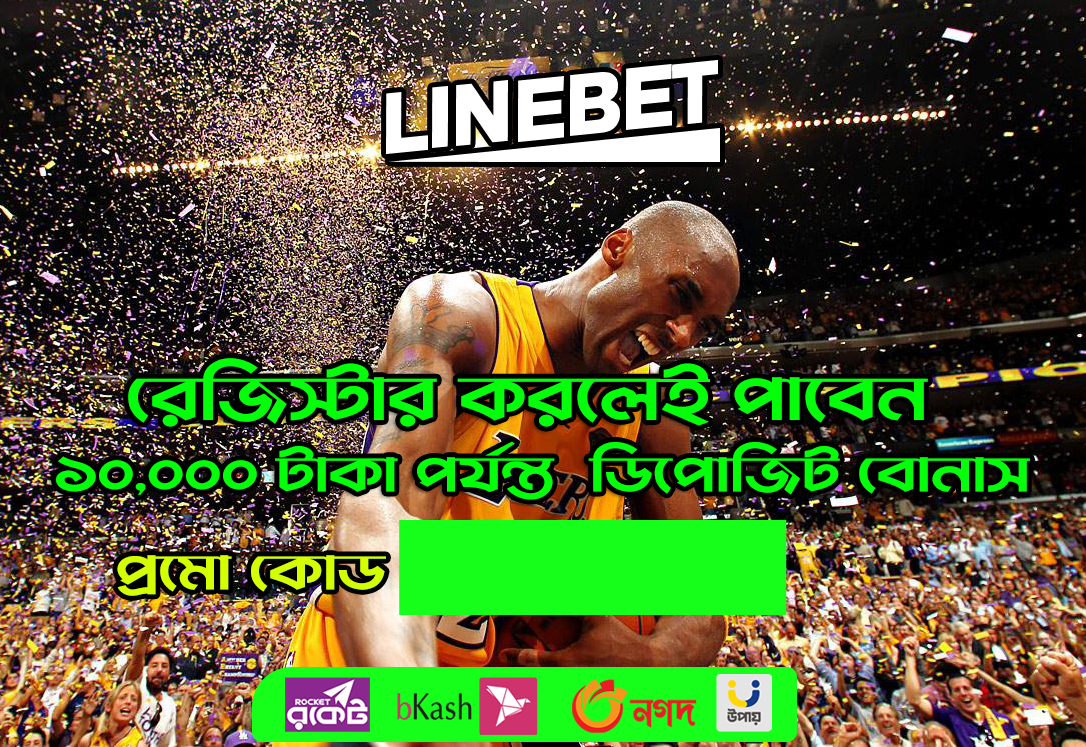 LINEBET
রেজিস্টার করলেই পাবেন
১০,০০০ টাকা পর্যন্ত ডিপোজিট বোনাস
প্রমো কোড
ROCKET রকেট bKash নগদ উপায়